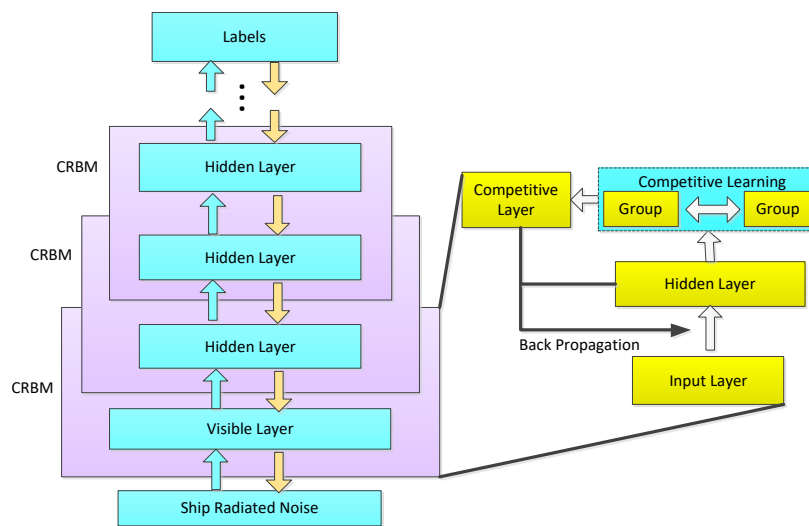 Labels
CRBM
Hidden Layer
CRBM
Hidden Layer
Hidden Layer
CRBM
Visible Layer
Ship Radiated Noise
Competitive
Layer
Competitive Learning
Group
Group
Hidden Layer
Back Propagation
Input Layer